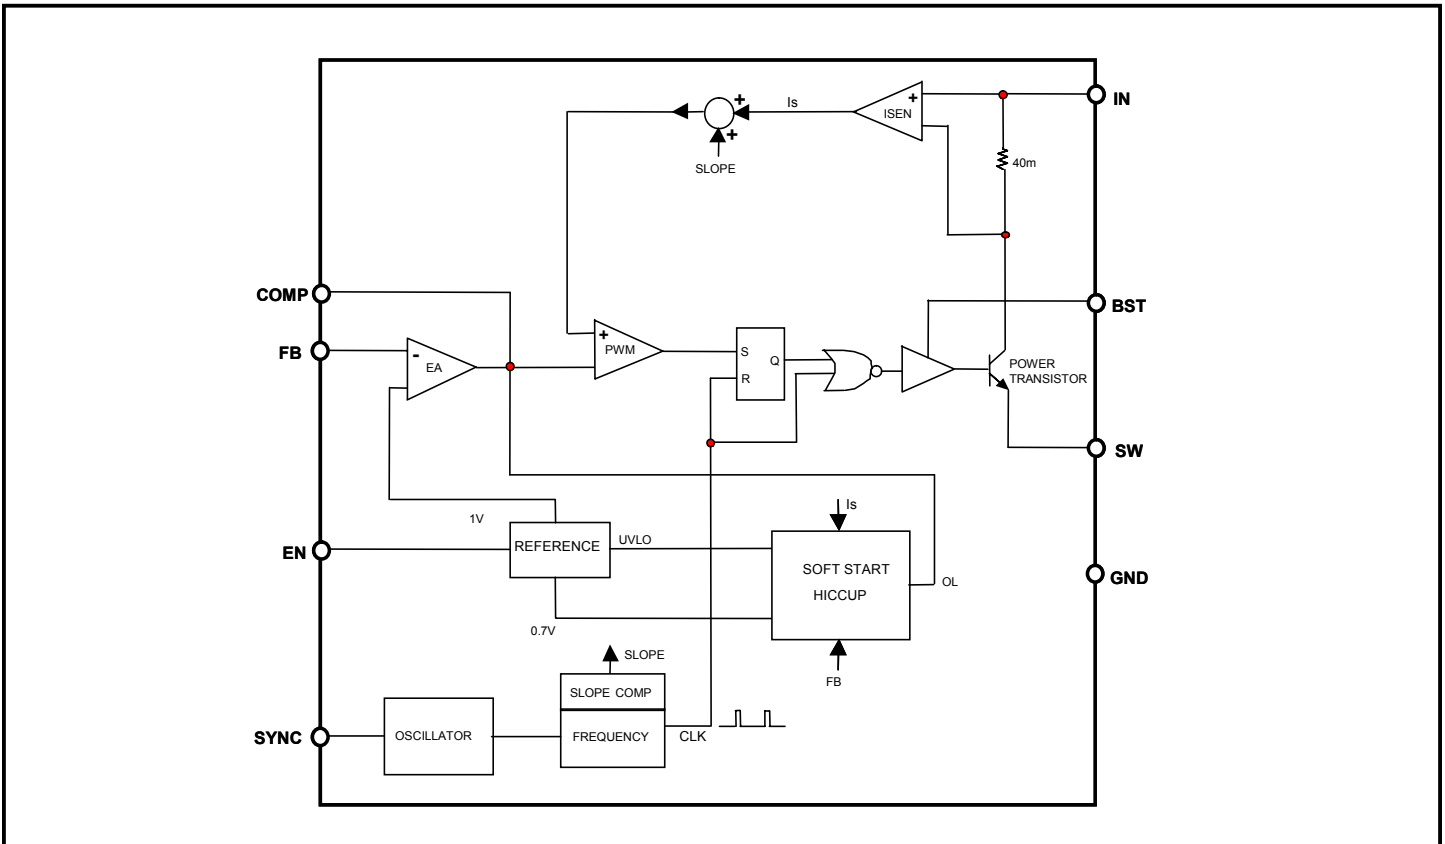 IN
+
Is
+
ISEN
+
SLOPE
40m
COMP
BST
FB
-
EA
+
PWM
S
Q
R
POWER
TRANSISTOR
SW
1V
Is
EN
REFERENCE
UVLO
SOFT START
HICCUP
OL
GND
0.7V
SLOPE
FB
SLOPE COMP
SYNC
OSCILLATOR
FREQUENCY
CLK